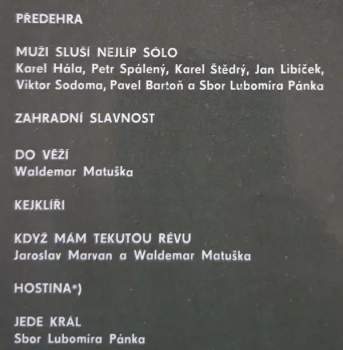 PŘEDEHRA
MUŽI SLUŠÍ NEJLÍP SÓLO
Karel Hála, Petr Spálený, Karel Štědrý, Jan Libíček,
Viktor Sodoma, Pavel Bartoň a Sbor Lubomíra Pánka
ZAHRADNÍ SLAVNOST
DO VĚŽÍ
Waldemar Matuška
KEJKLÍŘI
KDYŽ MÁM TEKUTOU RÉVU
Jaroslav Marvan a Waldemar Matuška
HOSTINA*)
JEDE KRÁL
Sbor Lubomíra Pánka